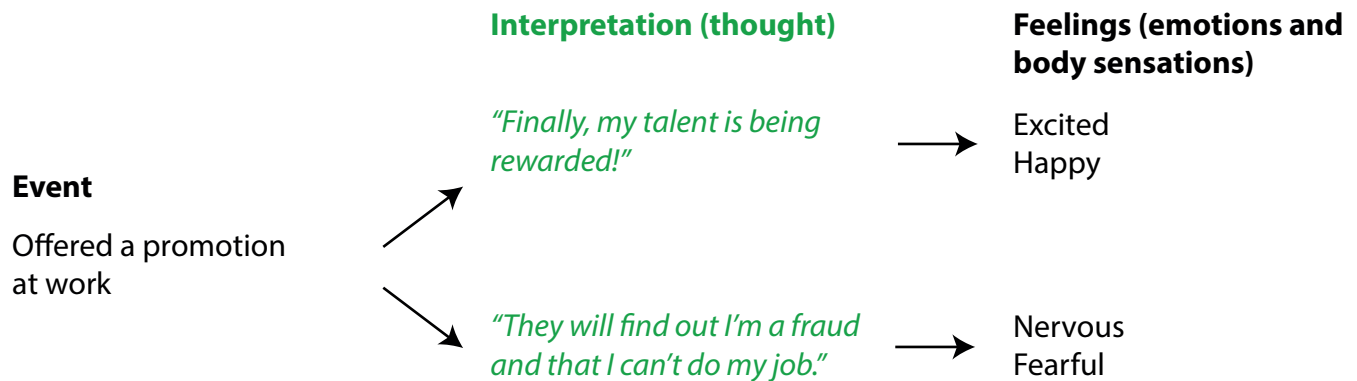 Interpretation (thought)
Feelings (emotions and
body sensations)
“Finally, my talent is being
rewarded!”
Excited
Happy
Event
Offered a promotion
at work
“They will find out I’m a fraud
and that I can’t do my job.”
Nervous
Fearful